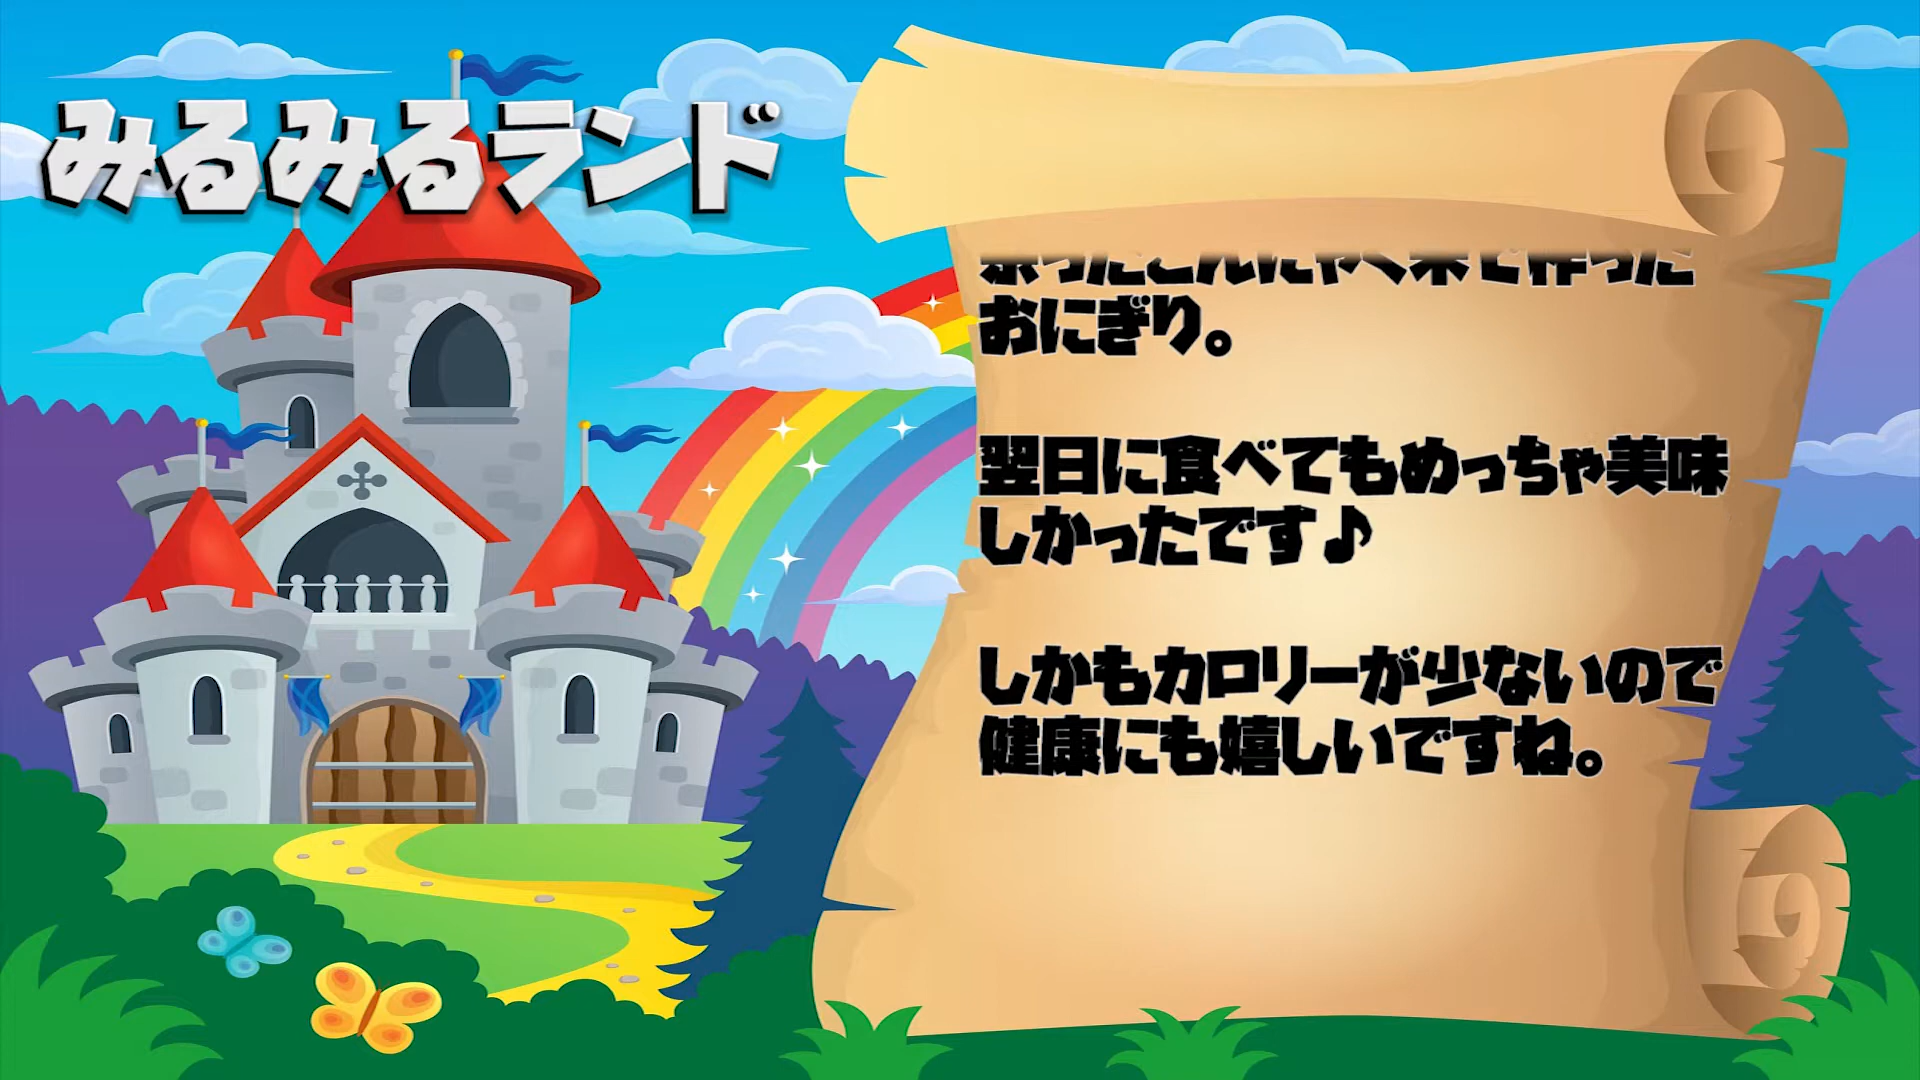 みるみるランド
おにぎり。
翌日に食べてもめっちゃ美味
しかったです♪
しかもカロリーが少ないので
健康にも嬉しいですね。